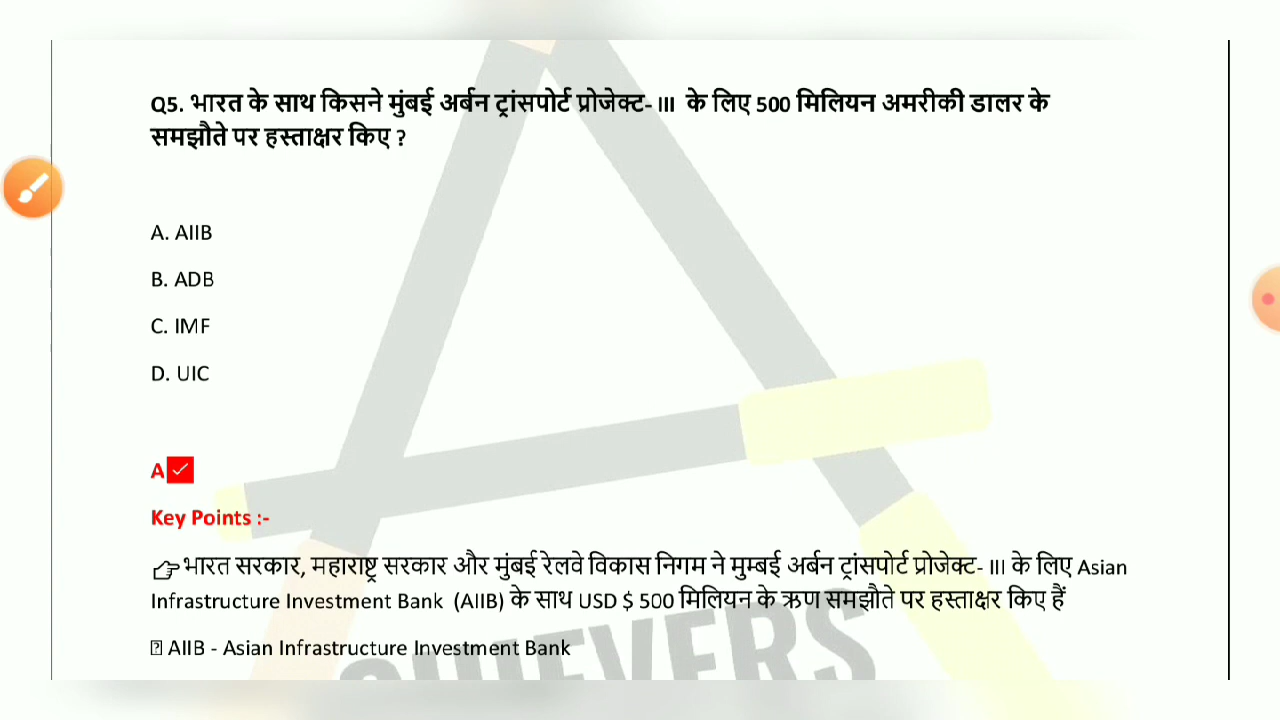 Q5. भारत के साथ किसने मुंबई अर्बन ट्रांसपोर्ट प्रोजेक्ट- III के लिए 500 मिलियन अमरीकी डालर के
समझौते पर हस्ताक्षर किए ?
A. AIIB
B. ADB
C. IMF
D. UIC
A
Key Points :-
भारत सरकार, महाराष्ट्र सरकार और मुंबई रेलवे विकास निगम ने मुम्बई अर्बन ट्रांसपोर्ट प्रोजेक्ट- III के लिए Asian
Infrastructure Investment Bank (AIIB) के साथ USD $ 500 मिलियन के ऋण समझौते पर हस्ताक्षर किए हैं
AIIB - Asian Infrastructure Investment Bank